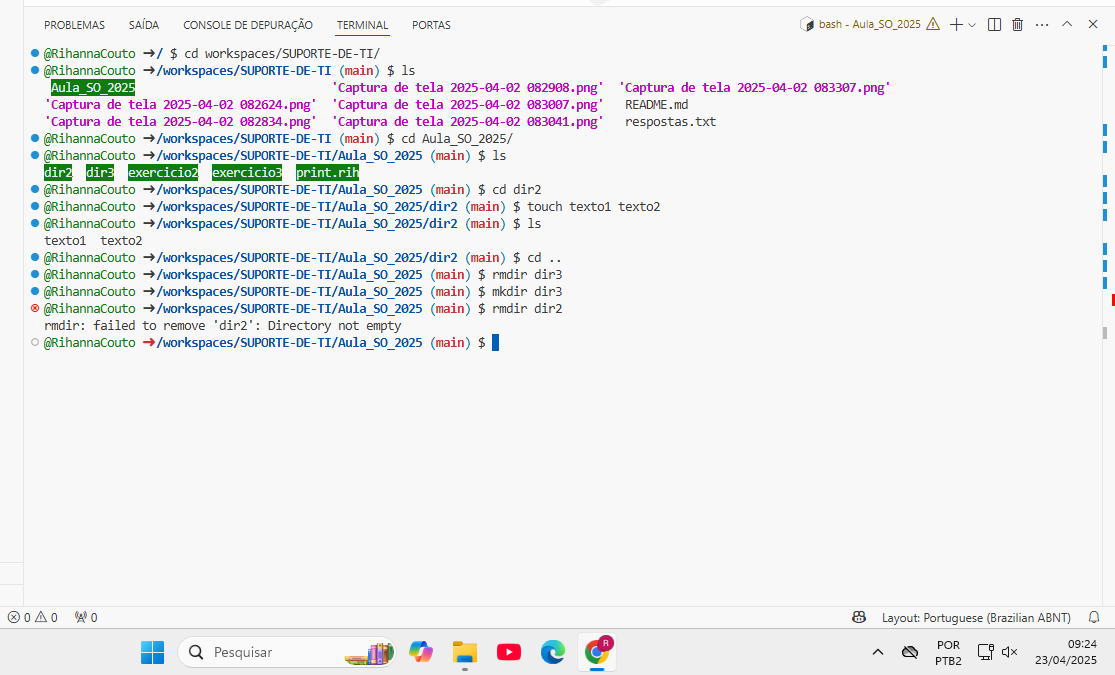 PROBLEMAS SAÍDA CONSOLE DE DEPURAÇÃO TERMINAL PORTAS bash - Aula_SO_2025
@RihannaCouto ➜/ $ cd workspaces/SUPORTE-DE-TI/
@RihannaCouto ➜/workspaces/SUPORTE-DE-TI (main) $ ls
Aula_SO_2025 'Captura de tela 2025-04-02 082908.png' 'Captura de tela 2025-04-02 083307.png'
'Captura de tela 2025-04-02 082624.png' 'Captura de tela 2025-04-02 083007.png' README.md
'Captura de tela 2025-04-02 082834.png' 'Captura de tela 2025-04-02 083041.png' respostas.txt
@RihannaCouto ➜/workspaces/SUPORTE-DE-TI (main) $ cd Aula_SO_2025/
@RihannaCouto ➜/workspaces/SUPORTE-DE-TI/Aula_SO_2025 (main) $ ls
dir2 dir3 exercicio2 exercicio3 print.rih
@RihannaCouto ➜/workspaces/SUPORTE-DE-TI/Aula_SO_2025 (main) $ cd dir2
@RihannaCouto ➜/workspaces/SUPORTE-DE-TI/Aula_SO_2025/dir2 (main) $ touch texto1 texto2
@RihannaCouto ➜/workspaces/SUPORTE-DE-TI/Aula_SO_2025/dir2 (main) $ ls
texto1 texto2
@RihannaCouto ➜/workspaces/SUPORTE-DE-TI/Aula_SO_2025/dir2 (main) $ cd ..
@RihannaCouto ➜/workspaces/SUPORTE-DE-TI/Aula_SO_2025 (main) $ rmdir dir3
@RihannaCouto ➜/workspaces/SUPORTE-DE-TI/Aula_SO_2025 (main) $ mkdir dir3
@RihannaCouto ➜/workspaces/SUPORTE-DE-TI/Aula_SO_2025 (main) $ rmdir dir2
rmdir: failed to remove 'dir2': Directory not empty
@RihannaCouto ➜/workspaces/SUPORTE-DE-TI/Aula_SO_2025 (main) $
0 0 0 Layout: Portuguese (Brazilian ABNT)
Pesquisar R POR 09:24
PTB2 23/04/2025